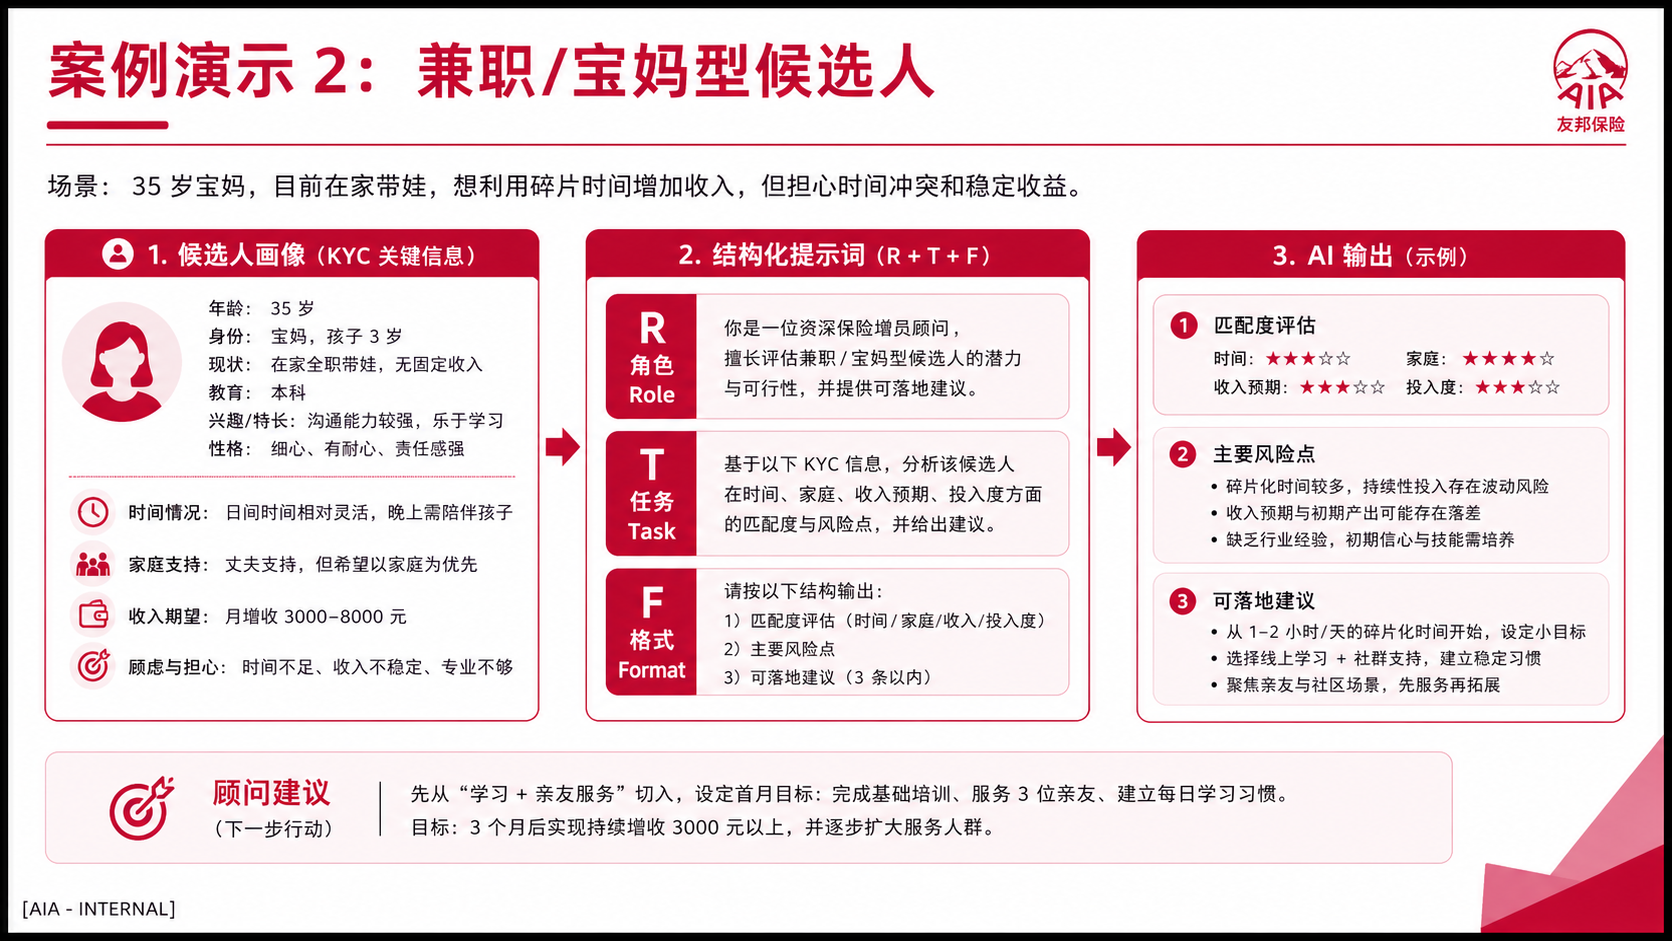 案例演示 2：兼职/宝妈型候选人
AIA
友邦保险
场景： 35 岁宝妈，目前在家带娃，想利用碎片时间增加收入，但担心时间冲突和稳定收益。
1. 候选人画像（KYC 关键信息）
年龄： 35 岁
身份： 宝妈，孩子 3 岁
现状： 在家全职带娃，无固定收入
教育： 本科
兴趣/特长： 沟通能力较强，乐于学习
性格： 细心、有耐心、责任感强
时间情况： 日间时间相对灵活，晚上需陪伴孩子
家庭支持： 丈夫支持，但希望以家庭为优先
收入期望： 月增收 3000–8000 元
顾虑与担心： 时间不足、收入不稳定、专业不够
2. 结构化提示词（R + T + F）
R
角色
Role
你是一位资深保险增员顾问，
擅长评估兼职 / 宝妈型候选人的潜力
与可行性，并提供可落地建议。
T
任务
Task
基于以下 KYC 信息，分析该候选人
在时间、家庭、收入预期、投入度方面
的匹配度与风险点，并给出建议。
F
格式
Format
请按以下结构输出：
1）匹配度评估（时间 / 家庭/收入/投入度）
2）主要风险点
3）可落地建议（3 条以内）
3. AI 输出（示例）
1 匹配度评估
时间：★★★☆☆ 家庭：★★★★☆
收入预期：★★★☆☆ 投入度：★★★☆☆
2 主要风险点
• 碎片化时间较多，持续性投入存在波动风险
• 收入预期与初期产出可能存在落差
• 缺乏行业经验，初期信心与技能需培养
3 可落地建议
• 从 1–2 小时/天的碎片化时间开始，设定小目标
• 选择线上学习 + 社群支持，建立稳定习惯
• 聚焦亲友与社区场景，先服务再拓展
顾问建议
（下一步行动）
先从“学习 + 亲友服务”切入，设定首月目标：完成基础培训、服务 3 位亲友、建立每日学习习惯。
目标：3 个月后实现持续增收 3000 元以上，并逐步扩大服务人群。
[AIA - INTERNAL]